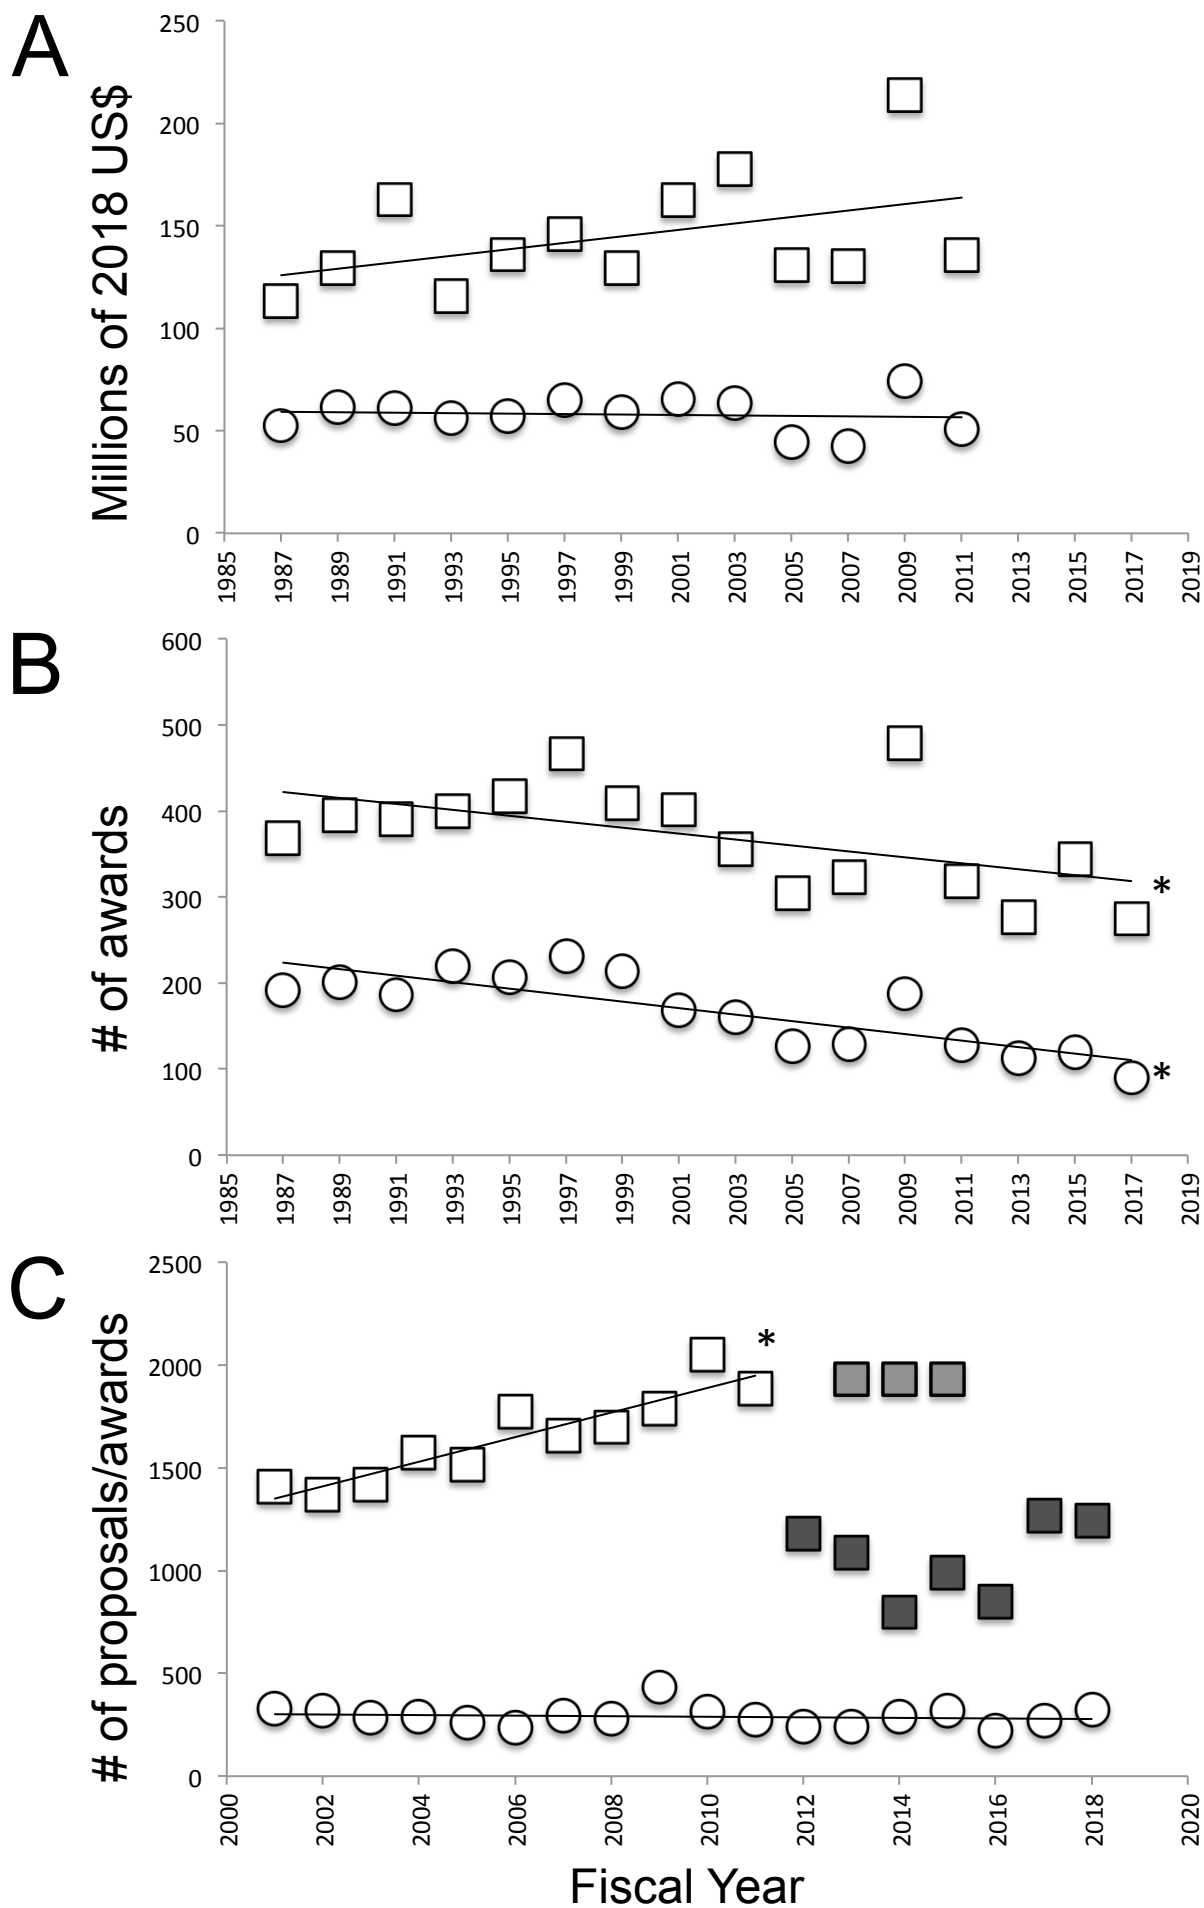 A
Millions of 2018 US$
250
200
150
100
50
0
1985 1987 1989 1991 1993 1995 1997 1999 2001 2003 2005 2007 2009 2011 2013 2015 2017 2019
B
# of awards
600
500
400
300
200
100
0
*
*
1985 1987 1989 1991 1993 1995 1997 1999 2001 2003 2005 2007 2009 2011 2013 2015 2017 2019
C
# of proposals/awards
2500
2000
1500
1000
500
0
*
2000 2002 2004 2006 2008 2010 2012 2014 2016 2018 2020
Fiscal Year